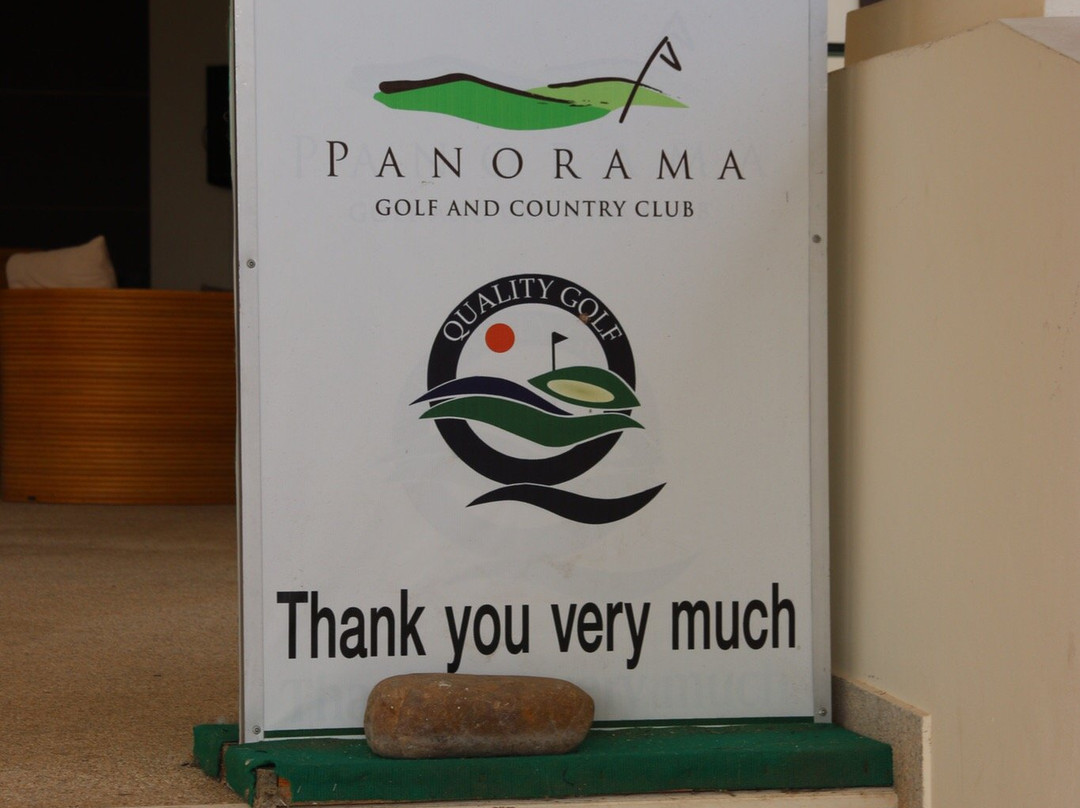 PANORAMA
GOLF AND COUNTRY CLUB
QUALITY GOLF
Thank you very much